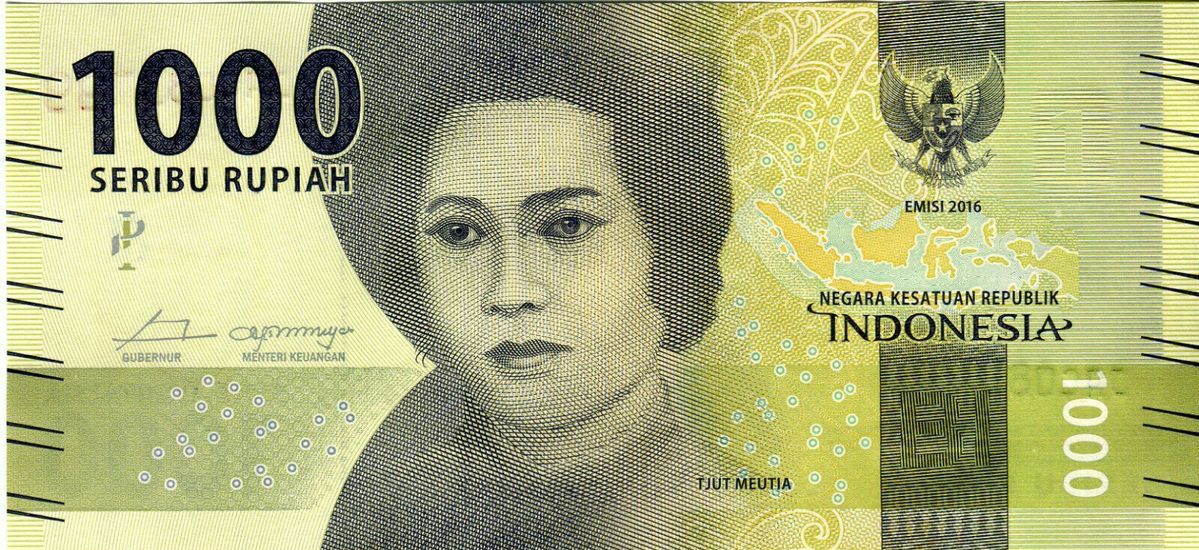 1000
SERIBU RUPIAH
GUBERNUR
MENTERI KEUANGAN
TJUT MEUTIA
EMISI 2016
NEGARA KESATUAN REPUBLIK
INDONESIA
1000